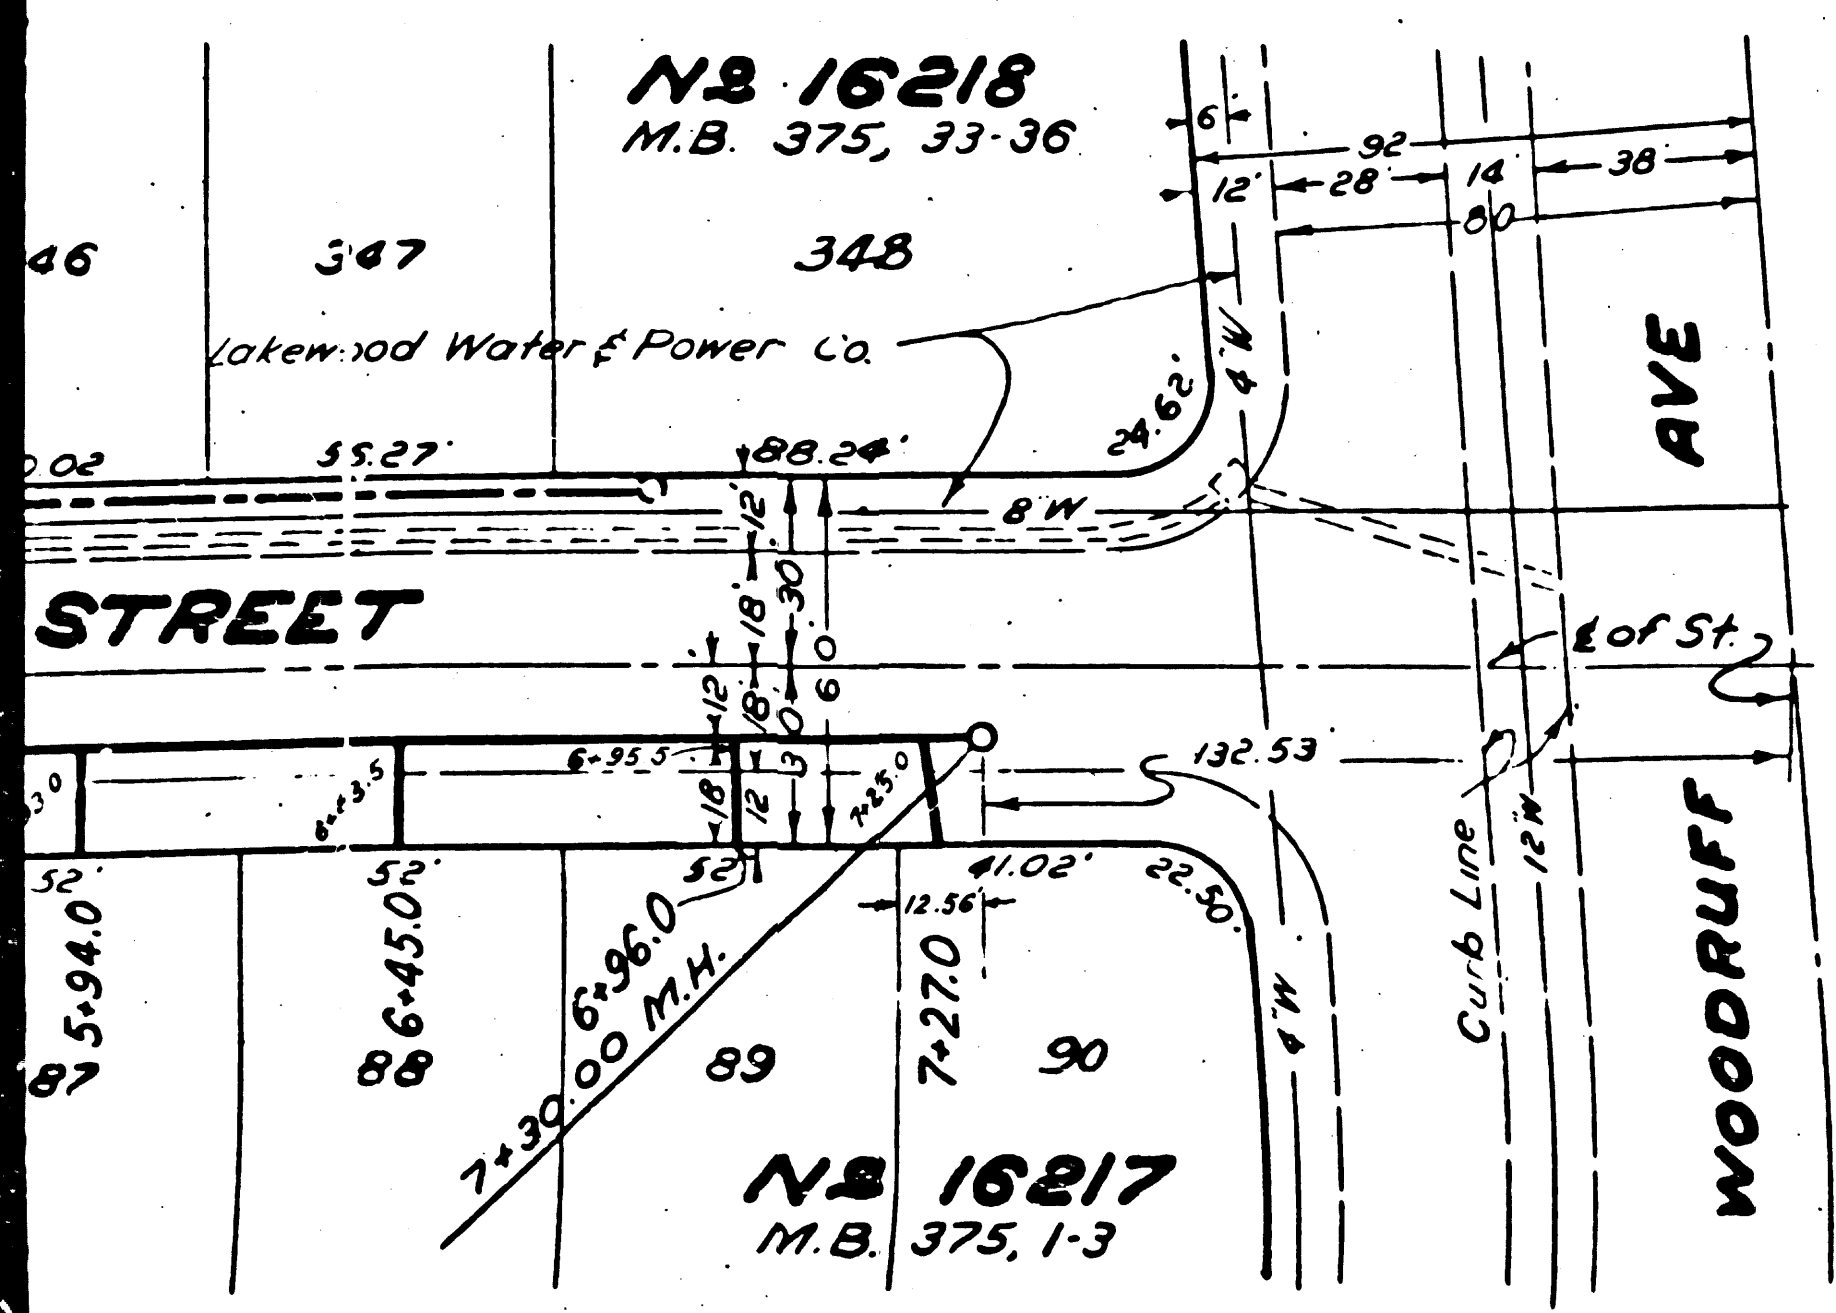 No 16218
M.B. 375, 33-36
6'
92'
12' 28' 14' 38'
80'
46 347 348
Lakewood Water & Power Co.
4"W
AVE
24.62'
0.02 55.27' 88.24'
8"W
12'
18'
30'
60'
STREET
℄ of St.
12'
18'
30
6+95.5
18
12
7+25.0
132.53'
30
6+43.5
52' 52' 52' 41.02' 22.50'
12.56'
5+94.0
6+45.0
6+96.0
7+30.00 M.H.
7+27.0
4"W
Curb Line
12"W
WOODRUFF
87 88 89 90
No 16217
M.B. 375, 1-3